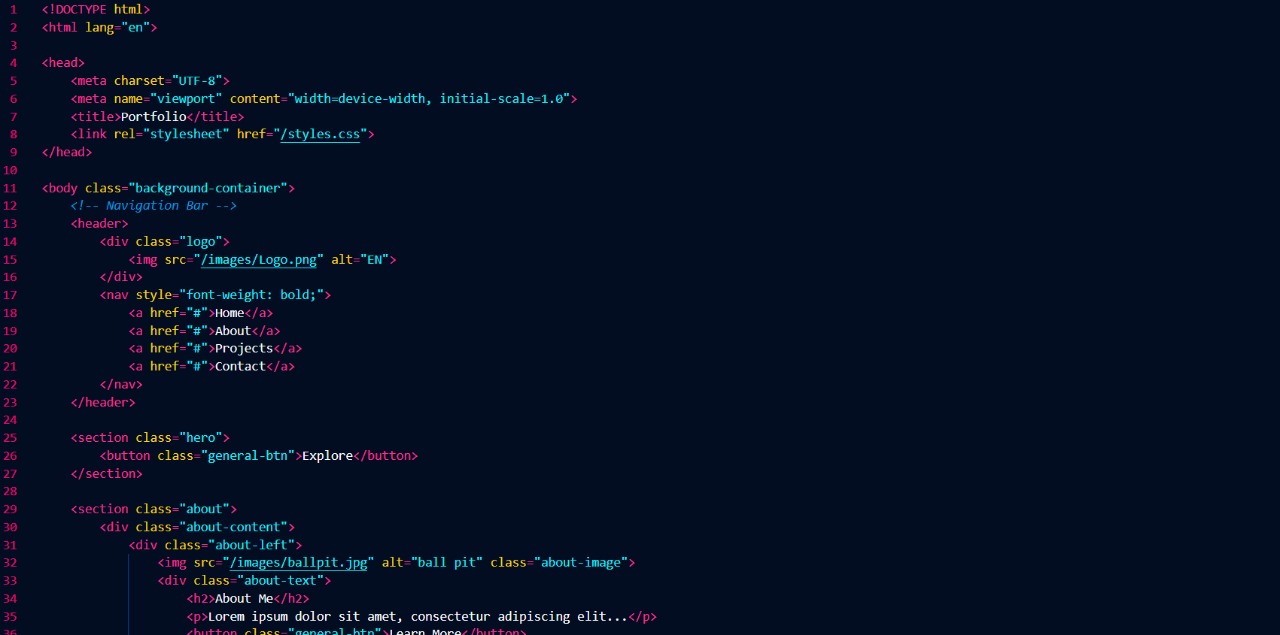 1 <!DOCTYPE html>
2 <html lang="en">
3
4 <head>
5     <meta charset="UTF-8">
6     <meta name="viewport" content="width=device-width, initial-scale=1.0">
7     <title>Portfolio</title>
8     <link rel="stylesheet" href="/styles.css">
9 </head>
10
11 <body class="background-container">
12     <!-- Navigation Bar -->
13     <header>
14         <div class="logo">
15             <img src="/images/Logo.png" alt="EN">
16         </div>
17         <nav style="font-weight: bold;">
18             <a href="#">Home</a>
19             <a href="#">About</a>
20             <a href="#">Projects</a>
21             <a href="#">Contact</a>
22         </nav>
23     </header>
24
25     <section class="hero">
26         <button class="general-btn">Explore</button>
27     </section>
28
29     <section class="about">
30         <div class="about-content">
31             <div class="about-left">
32                 <img src="/images/ballpit.jpg" alt="ball pit" class="about-image">
33                 <div class="about-text">
34                     <h2>About Me</h2>
35                     <p>Lorem ipsum dolor sit amet, consectetur adipiscing elit...</p>
36                     <button class="general-btn">Learn More</button>